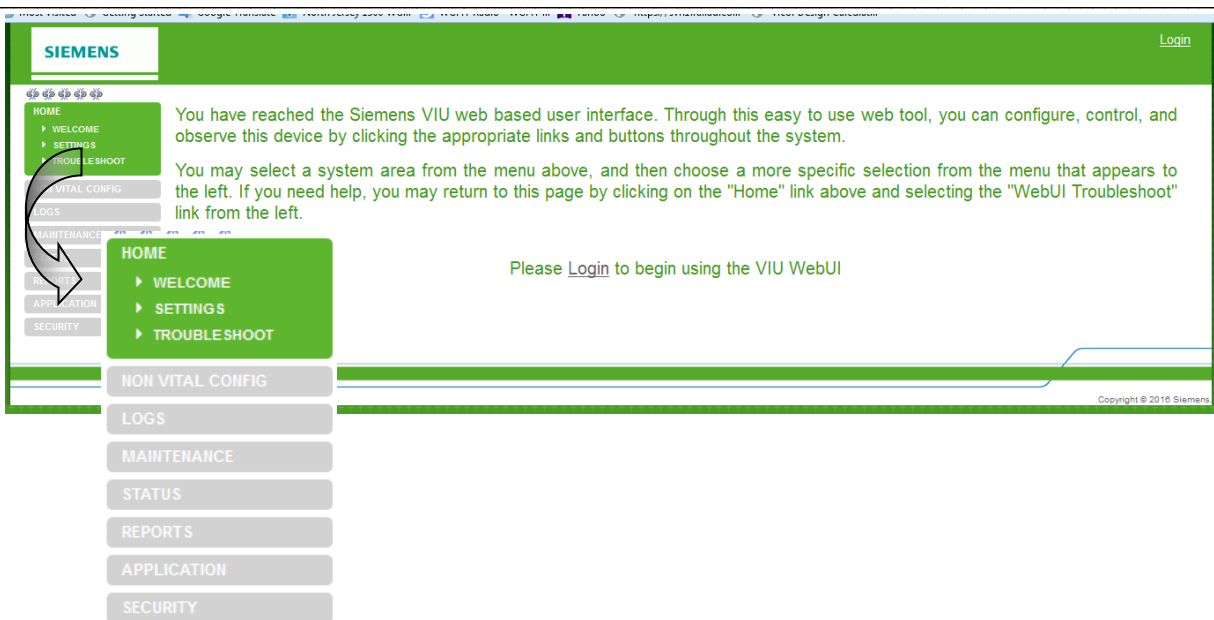 Login
SIEMENS
HOME
WELCOME
SETTINGS
TROUBLESHOOT
NON VITAL CONFIG
LOGS
MAINTENANCE
REPORTS
APPLICATION
SECURITY
You have reached the Siemens VIU web based user interface. Through this easy to use web tool, you can configure, control, and
observe this device by clicking the appropriate links and buttons throughout the system.
You may select a system area from the menu above, and then choose a more specific selection from the menu that appears to
the left. If you need help, you may return to this page by clicking on the "Home" link above and selecting the "WebUI Troubleshoot"
link from the left.
Please Login to begin using the VIU WebUI
HOME
WELCOME
SETTINGS
TROUBLESHOOT
NON VITAL CONFIG
LOGS
MAINTENANCE
STATUS
REPORTS
APPLICATION
SECURITY
Copyright © 2016 Siemens.